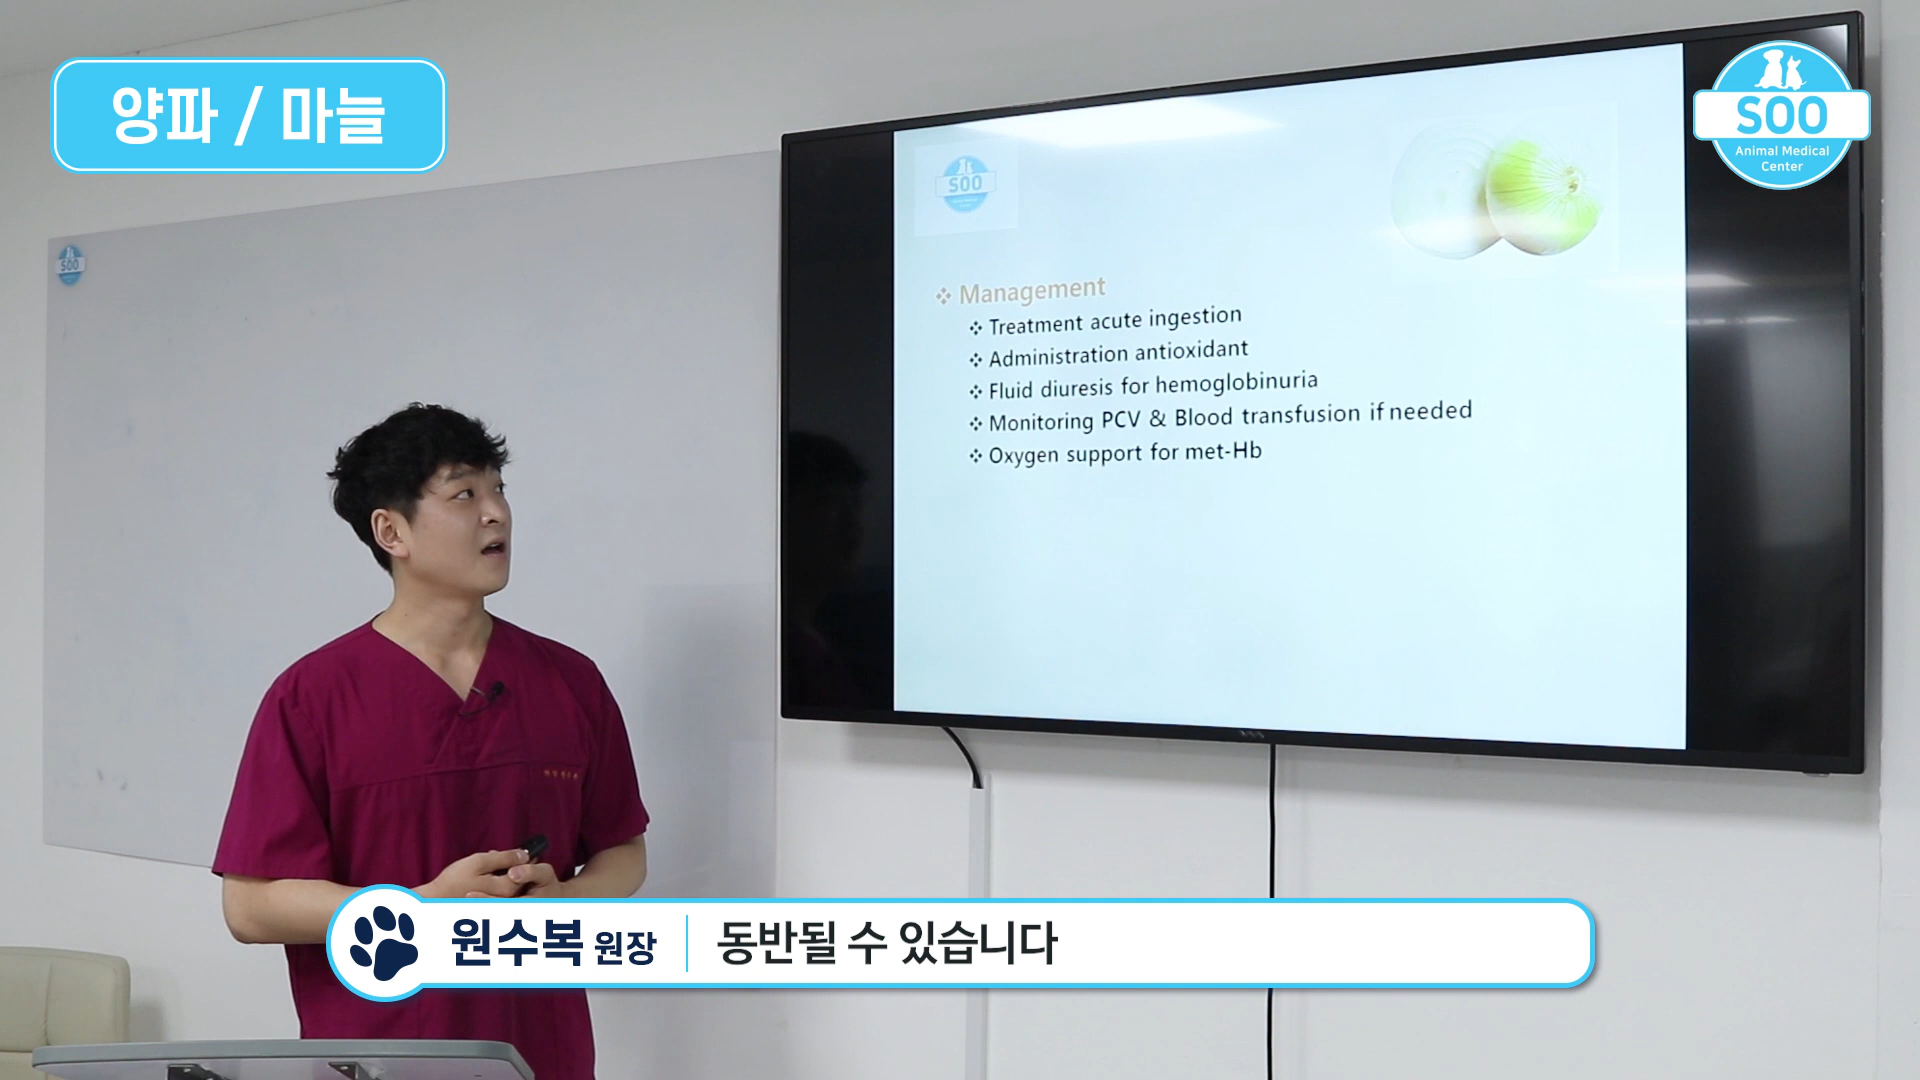 양파 / 마늘
SOO
Animal Medical
Center
SOO
SOO
Management
Treatment acute ingestion
Administration antioxidant
Fluid diuresis for hemoglobinuria
Monitoring PCV & Blood transfusion if needed
Oxygen support for met-Hb
원수복 원장
동반될 수 있습니다